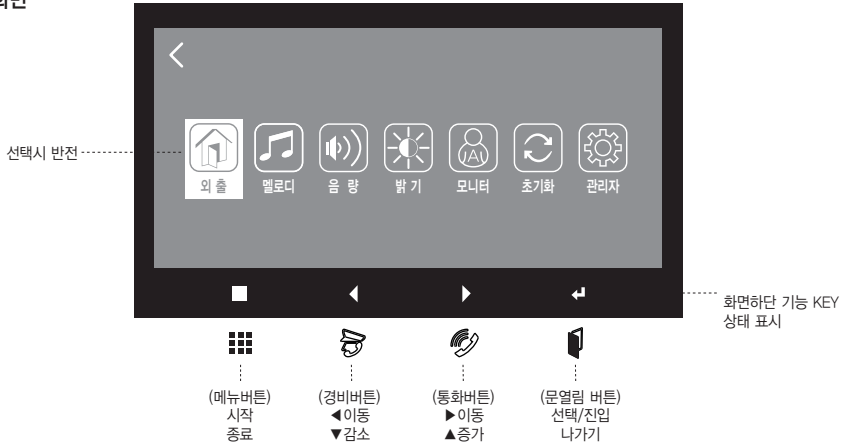 선택시 반전
외 출 멜로디 음 량 밝 기 모니터 초기화 관리자
화면하단 기능 KEY
상태 표시
(메뉴버튼) (경비버튼) (통화버튼) (문열림 버튼)
시작 ◀이동 ▶이동 선택/진입
종료 ▼감소 ▲증가 나가기